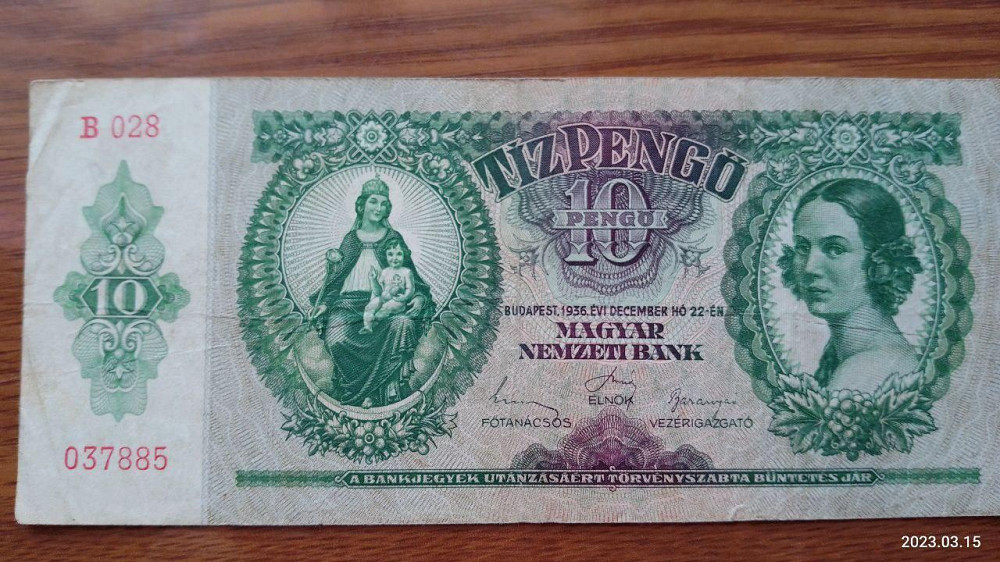 B 028
10
037885
TÍZ PENGŐ
10
PENGŐ
BUDAPEST, 1936. ÉVI DECEMBER HÓ 22-ÉN
MAGYAR
NEMZETI BANK
ELNÖK
FŐTANÁCSOS VEZÉRIGAZGATÓ
A BANKJEGYEK UTÁNZÁSÁÉRT TÖRVÉNYSZABTA BÜNTETÉS JÁR
2023.03.15